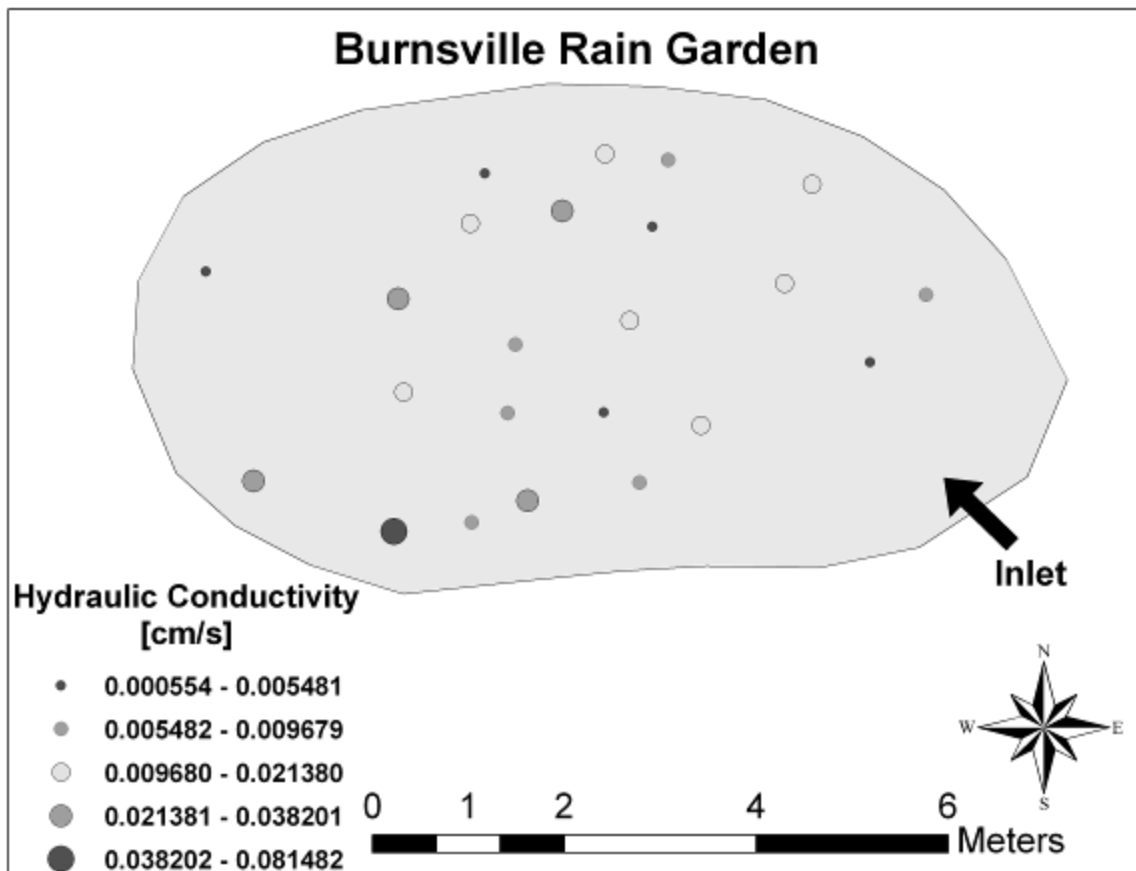 Burnsville Rain Garden
Inlet
Hydraulic Conductivity
[cm/s]
0.000554 - 0.005481
0.005482 - 0.009679
0.009680 - 0.021380
0.021381 - 0.038201
0.038202 - 0.081482
N
W E
S
0 1 2 4 6
Meters